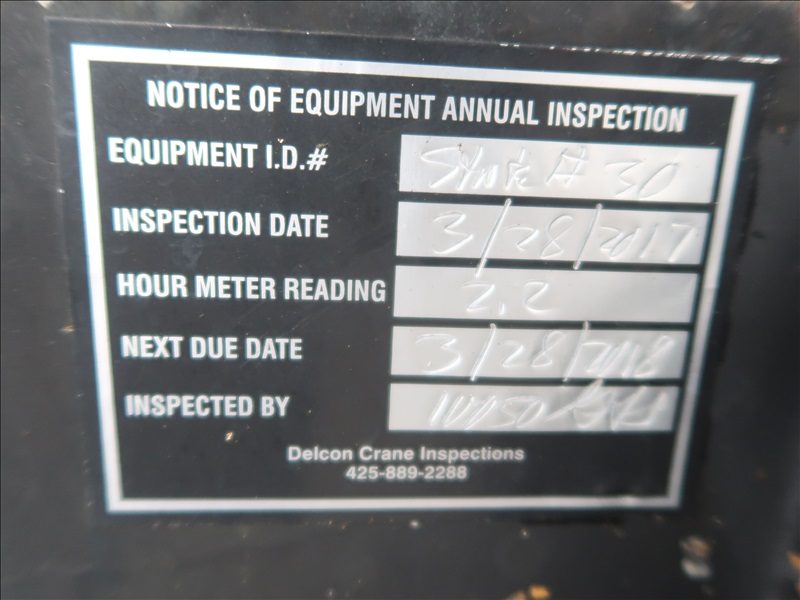 NOTICE OF EQUIPMENT ANNUAL INSPECTION
EQUIPMENT I.D.# # 30
INSPECTION DATE 3/28/2017
HOUR METER READING 2.2
NEXT DUE DATE 3/28/2018
INSPECTED BY
Delcon Crane Inspections
425-889-2288